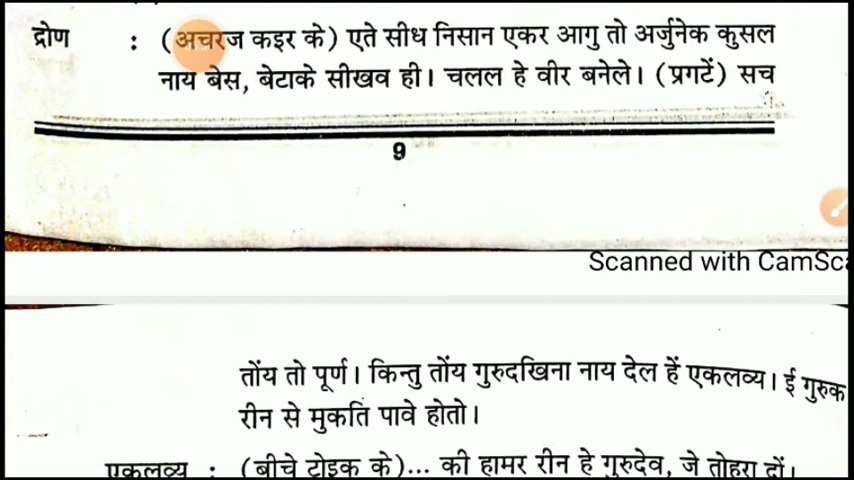 द्रोण : (अचरज कइर के) एते सीध निसान एकर आगु तो अर्जुनेक कुसल
नाय बेस, बेटाके सीखव ही। चलल हे वीर बनेले। (प्रगटें) सच
9
Scanned with CamSca
तोंय तो पूर्ण। किन्तु तोंय गुरुदखिना नाय देल हें एकलव्य। ई गुरुक
रीन से मुकति पावे होतो।
एकलव्य : (बीचे टोइक के)... की हामर रीन हे गुरुदेव, जे तोहरा दों।